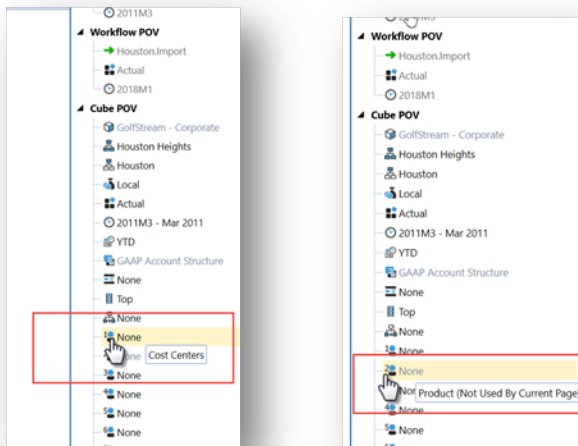 2011M3
Workflow POV
Houston.Import
Actual
2018M1
Cube POV
GolfStream - Corporate
Houston Heights
Houston
Local
Actual
2011M3 - Mar 2011
YTD
GAAP Account Structure
None
Top
None
None
Cost Centers
None
None
None
None
Workflow POV
Houston.Import
Actual
2018M1
Cube POV
GolfStream - Corporate
Houston Heights
Houston
Local
Actual
2011M3 - Mar 2011
YTD
GAAP Account Structure
None
Top
None
None
None
Product (Not Used By Current Page
None
None